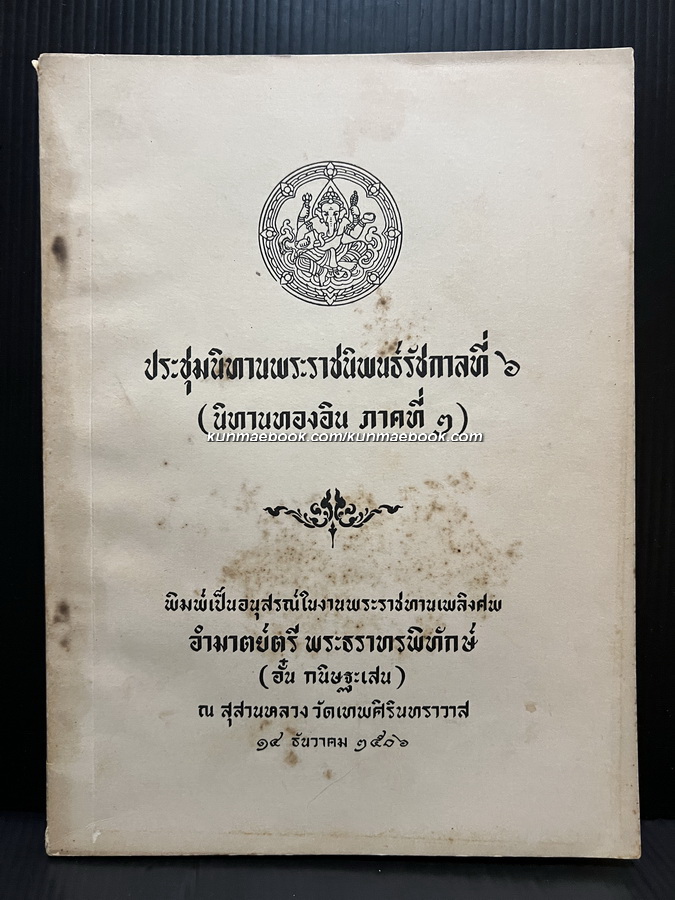 ประชุมนิทานพระราชนิพนธ์รัชกาลที่ ๖
(นิทานทองอิน ภาคที่ ๑)
kunmaebook.com/kunmaebook.com
พิมพ์เป็นอนุสรณ์ในงานพระราชทานเพลิงศพ
อำมาตย์ตรี พระธราทรพิทักษ์
(อั๋น กนิษฐะเสน)
ณ สุสานหลวง วัดเทพศิรินทราวาส
๑๔ ธันวาคม ๒๕๐๖